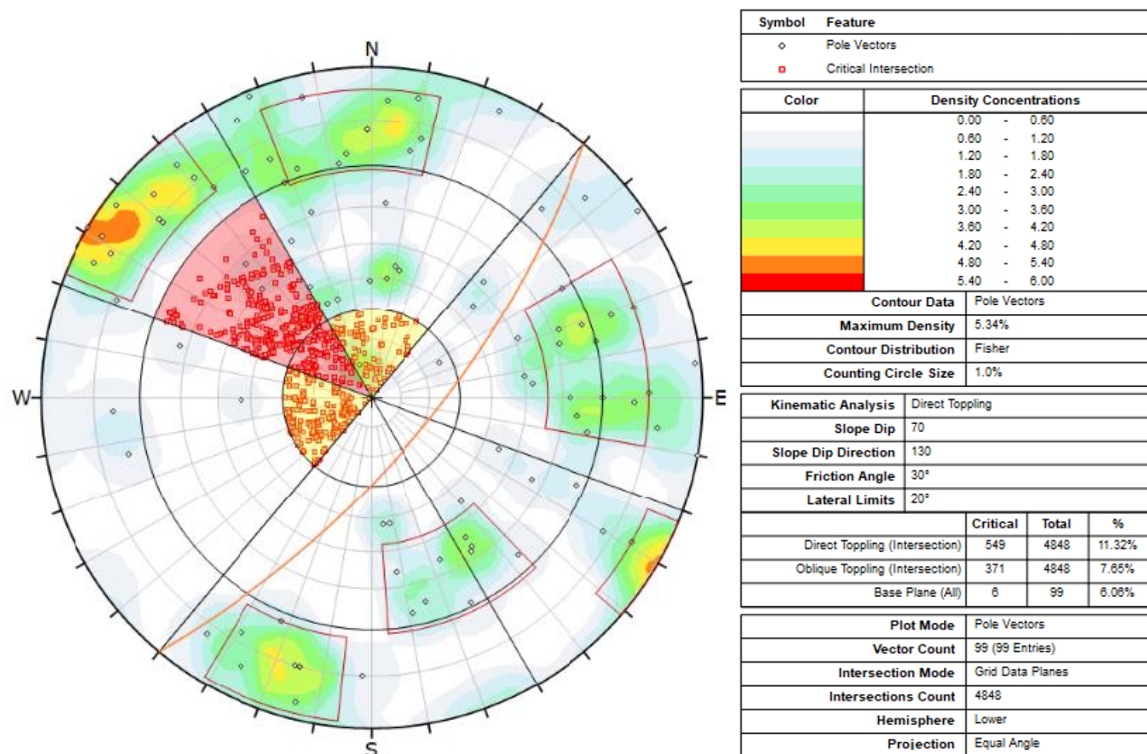 N
W
E
S
Symbol Feature
Pole Vectors
Critical Intersection
Color Density Concentrations
0.00 - 0.60
0.60 - 1.20
1.20 - 1.80
1.80 - 2.40
2.40 - 3.00
3.00 - 3.60
3.60 - 4.20
4.20 - 4.80
4.80 - 5.40
5.40 - 6.00
Contour Data Pole Vectors
Maximum Density 5.34%
Contour Distribution Fisher
Counting Circle Size 1.0%
Kinematic Analysis Direct Toppling
Slope Dip 70
Slope Dip Direction 130
Friction Angle 30°
Lateral Limits 20°
Critical Total %
Direct Toppling (Intersection) 549 4848 11.32%
Oblique Toppling (Intersection) 371 4848 7.65%
Base Plane (All) 6 99 6.06%
Plot Mode Pole Vectors
Vector Count 99 (99 Entries)
Intersection Mode Grid Data Planes
Intersections Count 4848
Hemisphere Lower
Projection Equal Angle